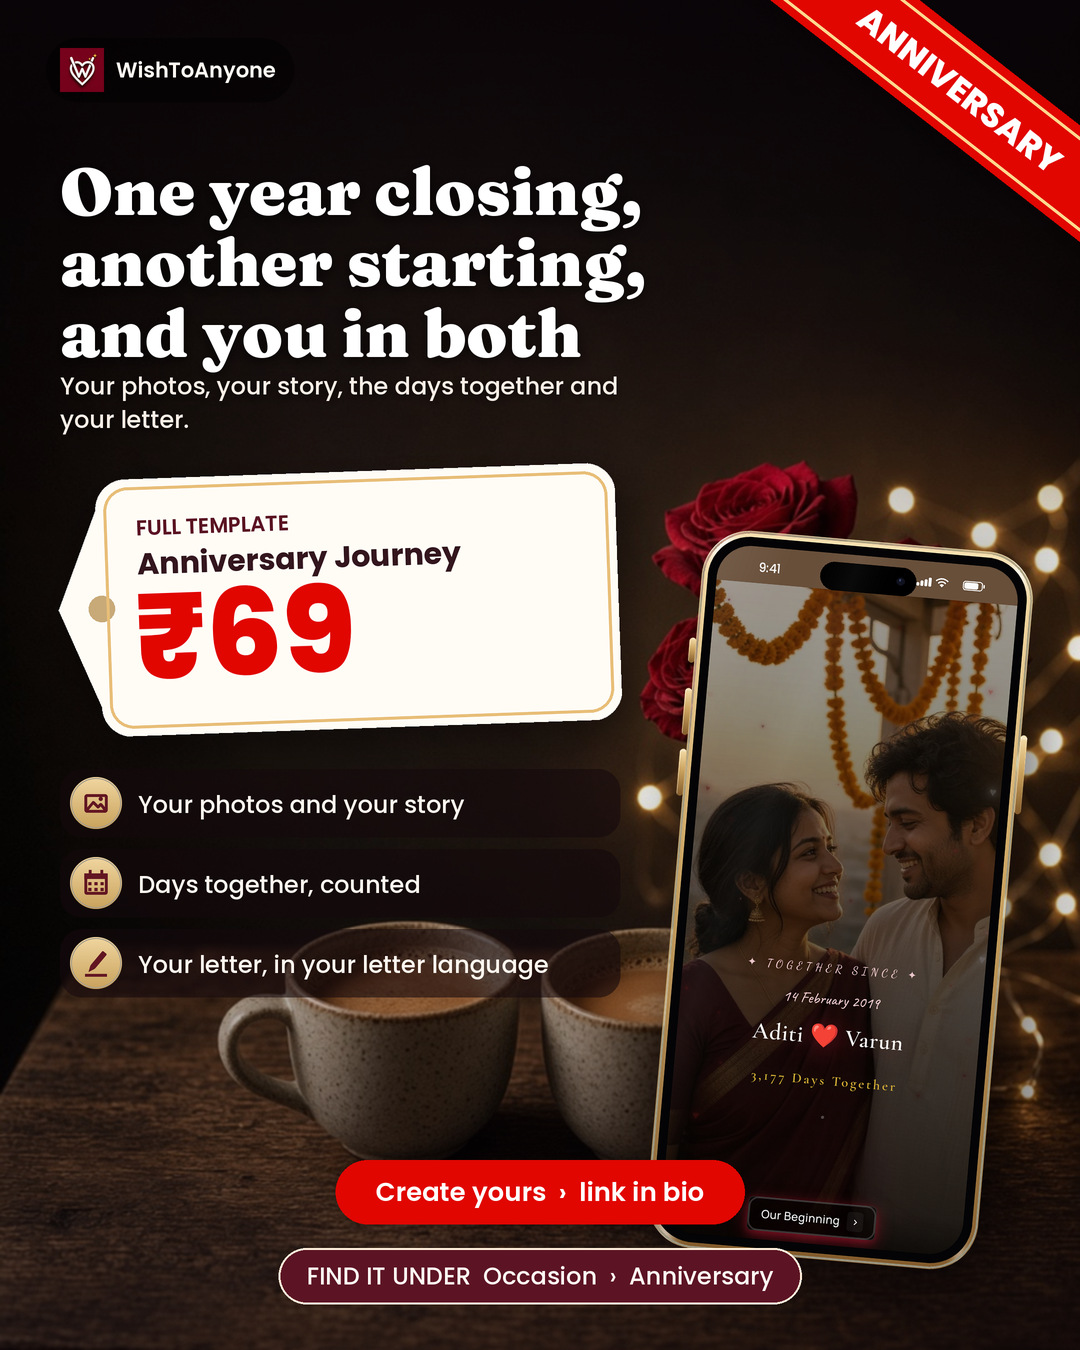 WishToAnyone
ANNIVERSARY
One year closing,
another starting,
and you in both
Your photos, your story, the days together and
your letter.
FULL TEMPLATE
Anniversary Journey
₹69
Your photos and your story
Days together, counted
Your letter, in your letter language
9:41
✦ TOGETHER SINCE ✦
14 February 2019
Aditi ❤️ Varun
3,177 Days Together
Our Beginning ›
Create yours › link in bio
FIND IT UNDER Occasion › Anniversary